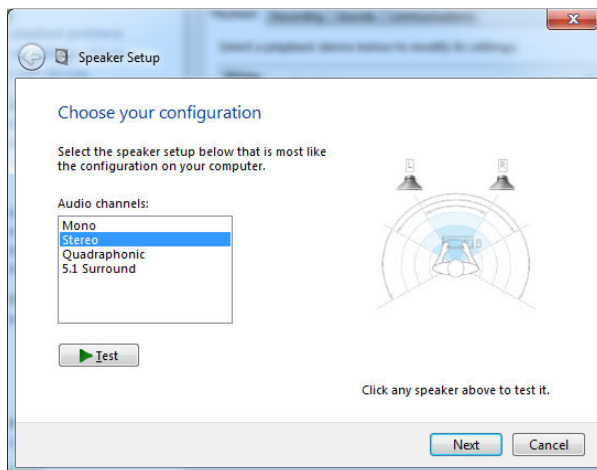 Speaker Setup
Choose your configuration
Select the speaker setup below that is most like
the configuration on your computer.
Audio channels:
Mono
Stereo
Quadraphonic
5.1 Surround
Test
L
R
Click any speaker above to test it.
Next
Cancel